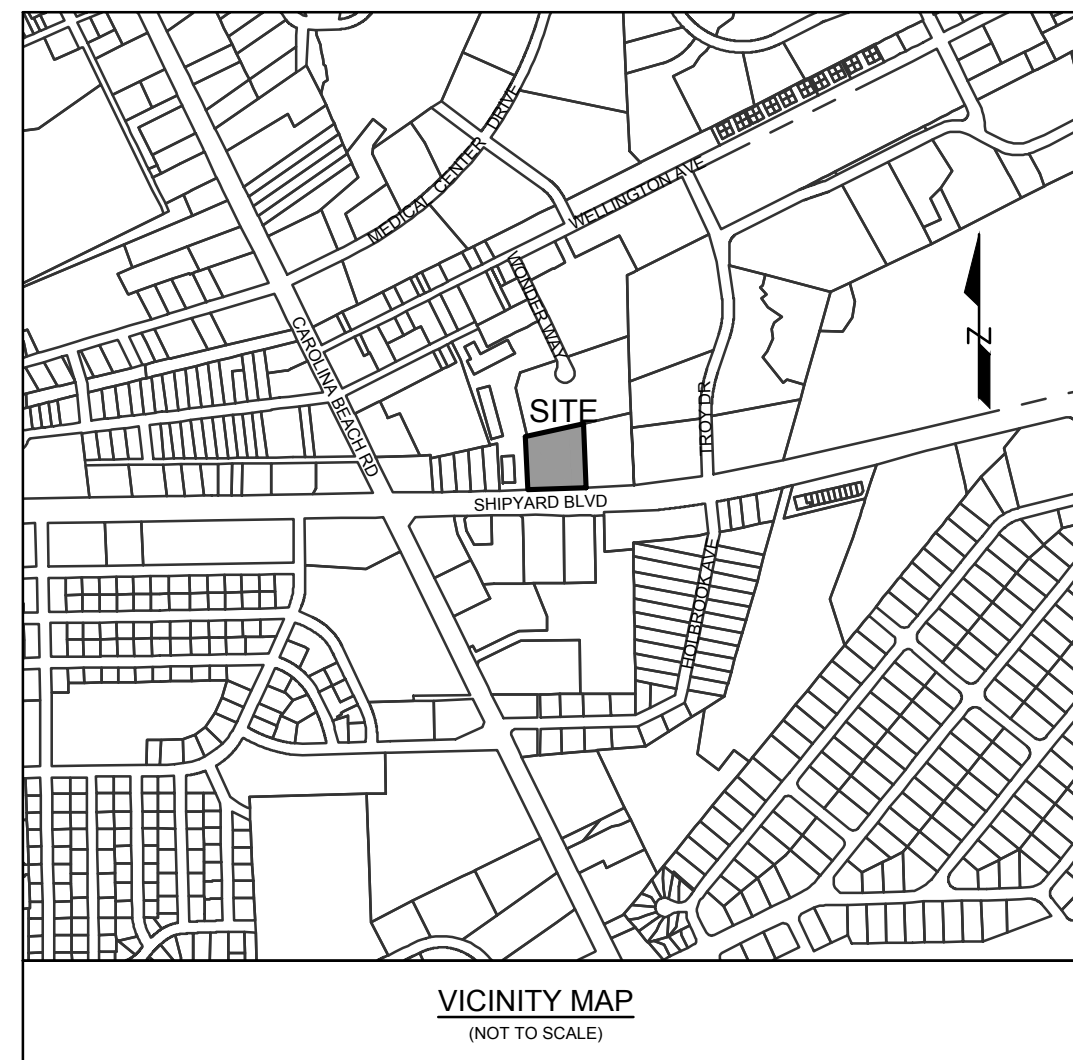 MEDICAL CENTER DRIVE
WELLINGTON AVE
WONDER WAY
CAROLINA BEACH RD
N
SITE
TROY DR
SHIPYARD BLVD
HOLBROOK AVE
VICINITY MAP
(NOT TO SCALE)